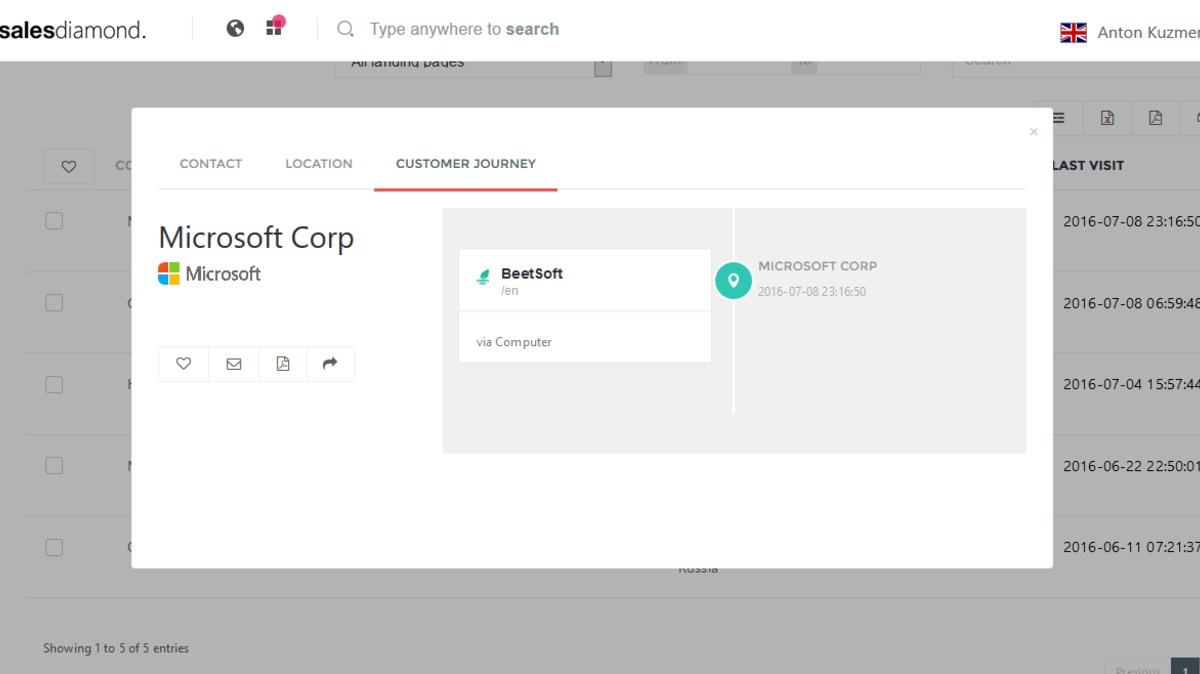 salesdiamond.
Type anywhere to search
Anton Kuzmer
All landing pages
From
To
Search
CONTACT
LOCATION
CUSTOMER JOURNEY
×
CO
LAST VISIT
Microsoft Corp
Microsoft
BeetSoft
/en
via Computer
MICROSOFT CORP
2016-07-08 23:16:50
2016-07-08 23:16:50
2016-07-08 06:59:48
2016-07-04 15:57:44
2016-06-22 22:50:01
2016-06-11 07:21:37
Russia
Showing 1 to 5 of 5 entries
Previous
1